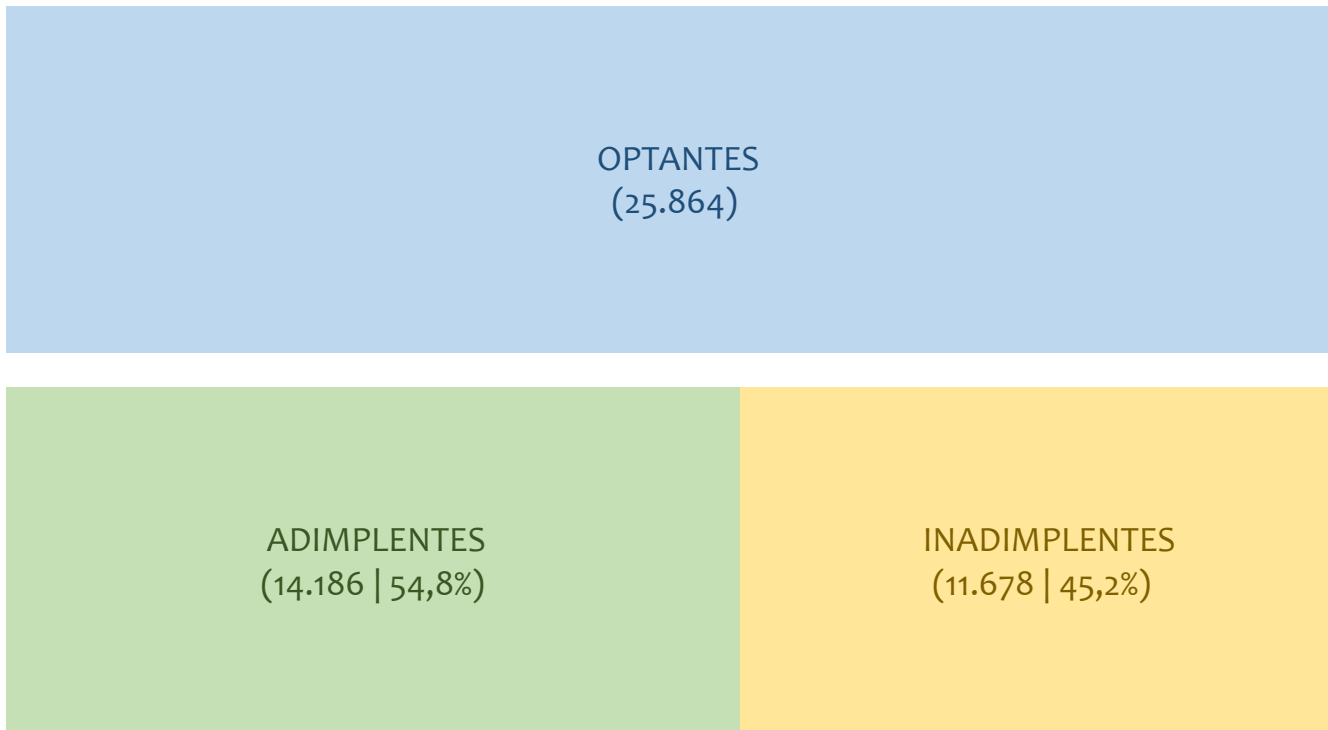 OPTANTES
(25.864)
ADIMPLENTES
(14.186 | 54,8%)
INADIMPLENTES
(11.678 | 45,2%)